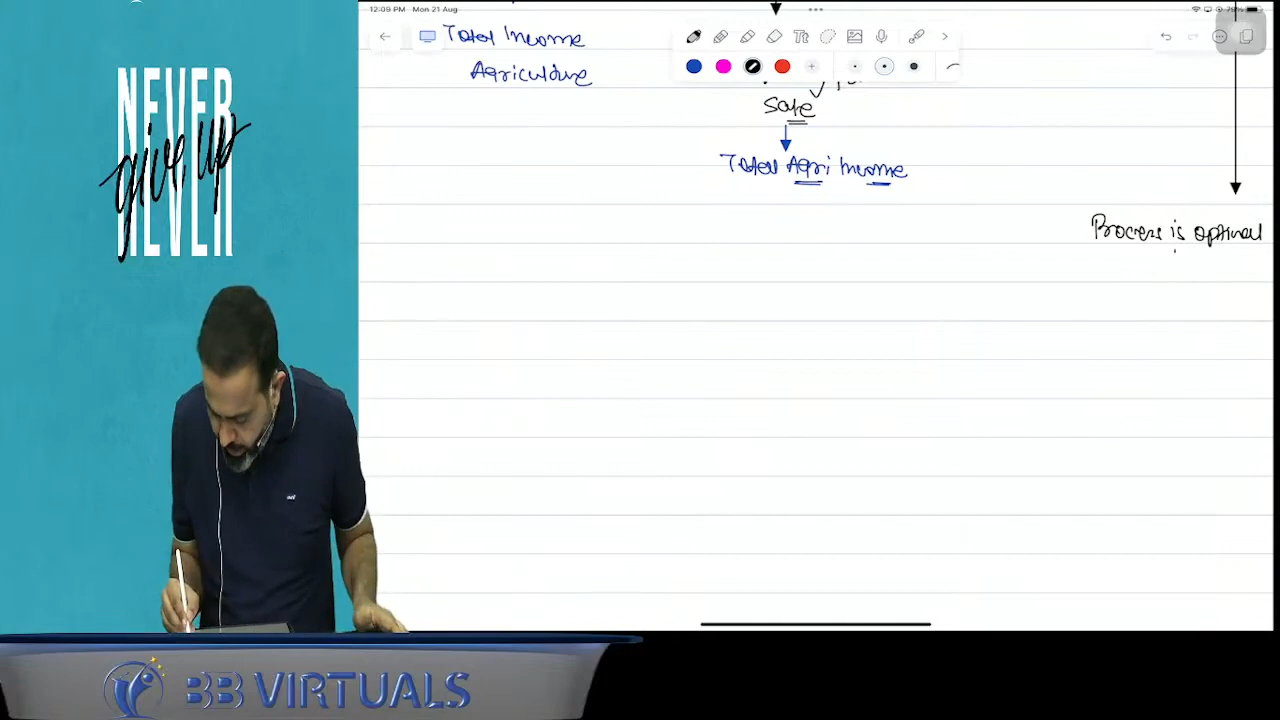 12:09 PM Mon 21 Aug
79%
Total Income
Agriculture
Sale
Total Agri Income
Process is optional
NEVER
give up
NEVER
BB VIRTUALS